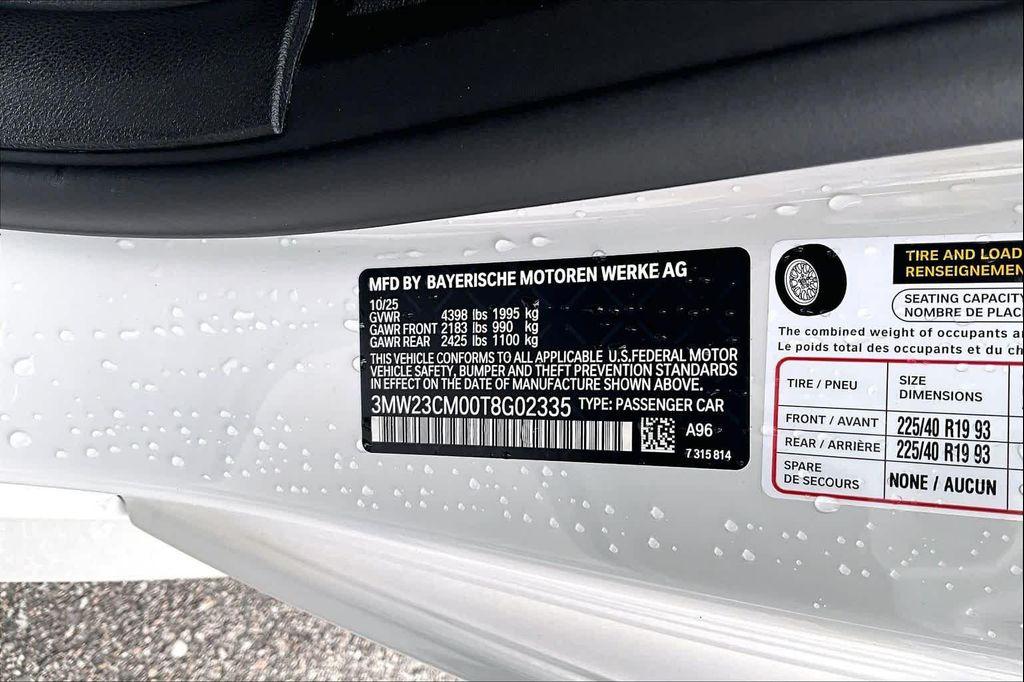 MFD BY BAYERISCHE MOTOREN WERKE AG
10/25
GVWR 4398 lbs 1995 kg
GAWR FRONT 2183 lbs 990 kg
GAWR REAR 2425 lbs 1100 kg
THIS VEHICLE CONFORMS TO ALL APPLICABLE U.S.FEDERAL MOTOR
VEHICLE SAFETY, BUMPER AND THEFT PREVENTION STANDARDS
IN EFFECT ON THE DATE OF MANUFACTURE SHOWN ABOVE.
3MW23CM00T8G02335 TYPE: PASSENGER CAR
A96
7 315 814
TIRE AND LOAD
RENSEIGNEMEN
SEATING CAPACITY
NOMBRE DE PLAC
The combined weight of occupants a
Le poids total des occupants et du ch
TIRE / PNEU SIZE DIMENSIONS
FRONT / AVANT 225/40 R19 93
REAR / ARRIÈRE 225/40 R19 93
SPARE DE SECOURS NONE / AUCUN